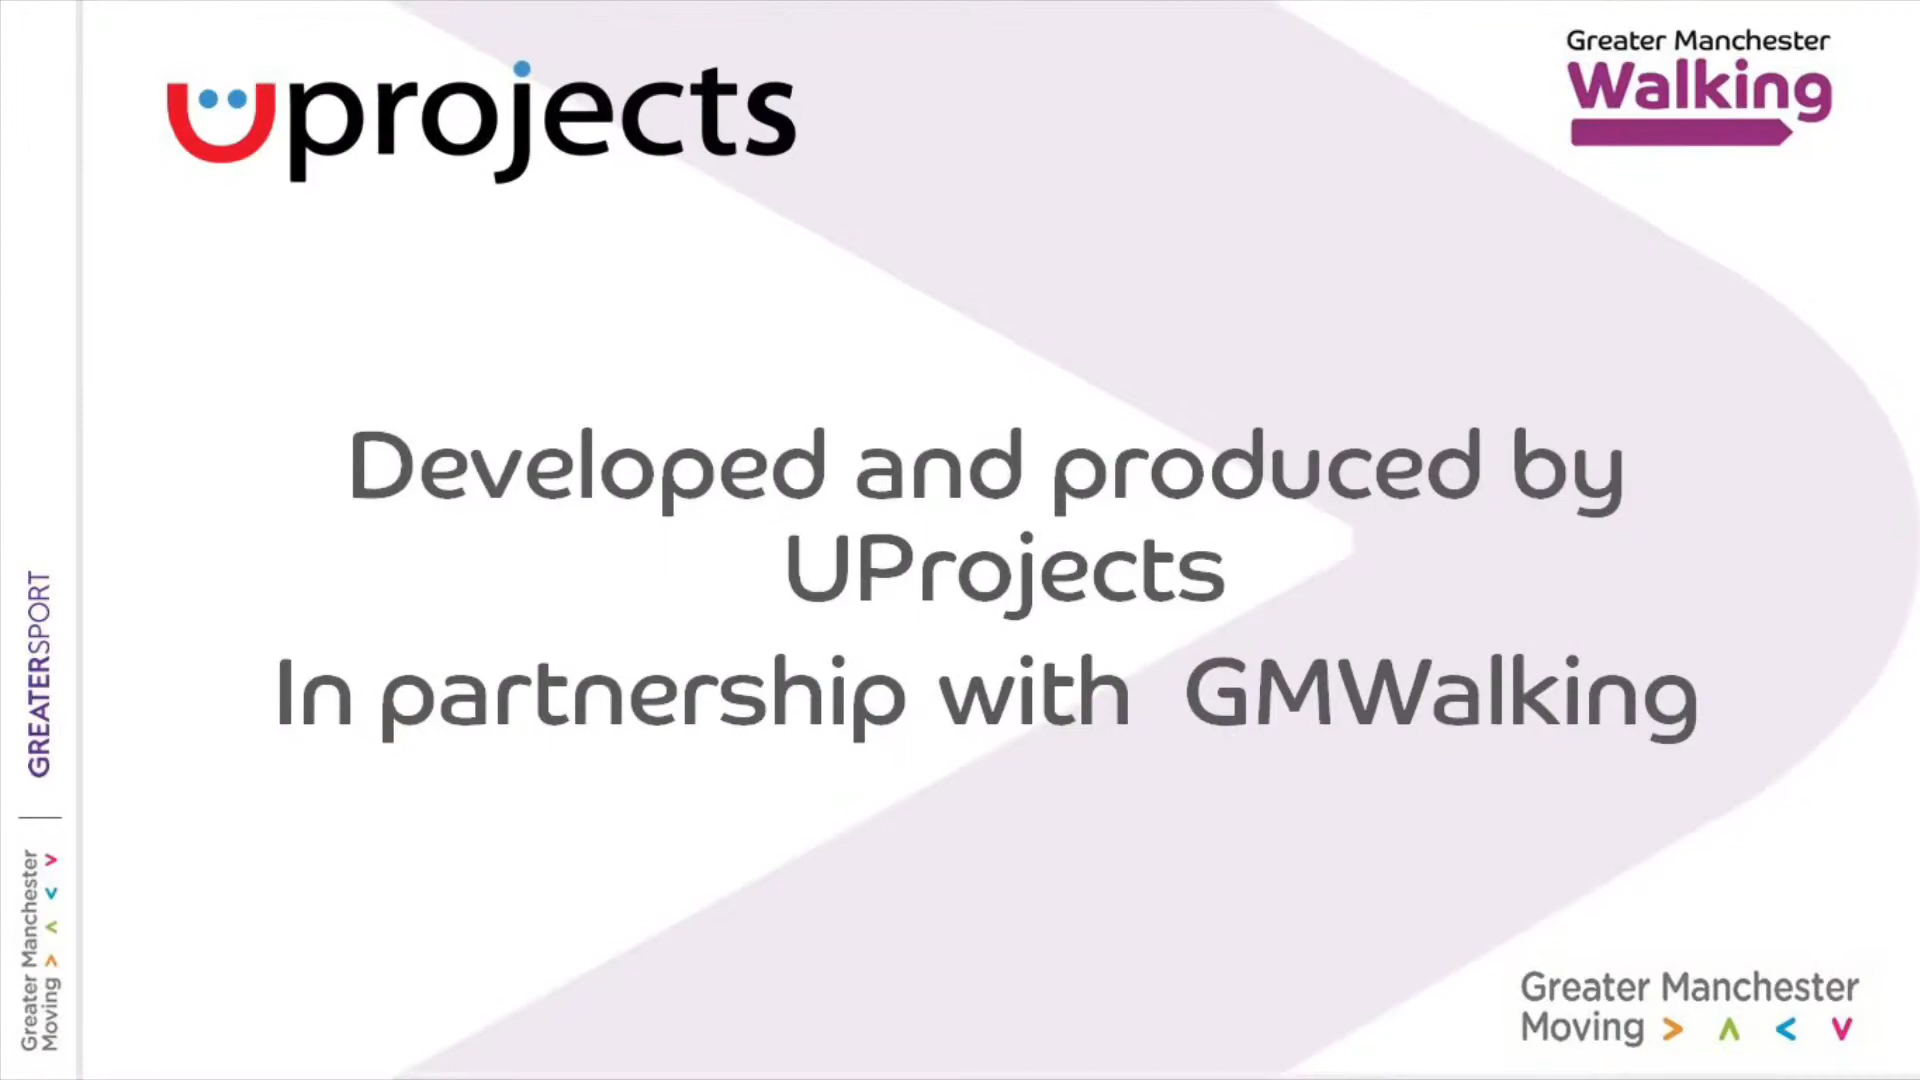 uprojects
Greater Manchester
Walking
Developed and produced by
UProjects
In partnership with  GMWalking
GREATERSPORT
Greater Manchester
Moving > ^ < v
Greater Manchester
Moving > ^ < v